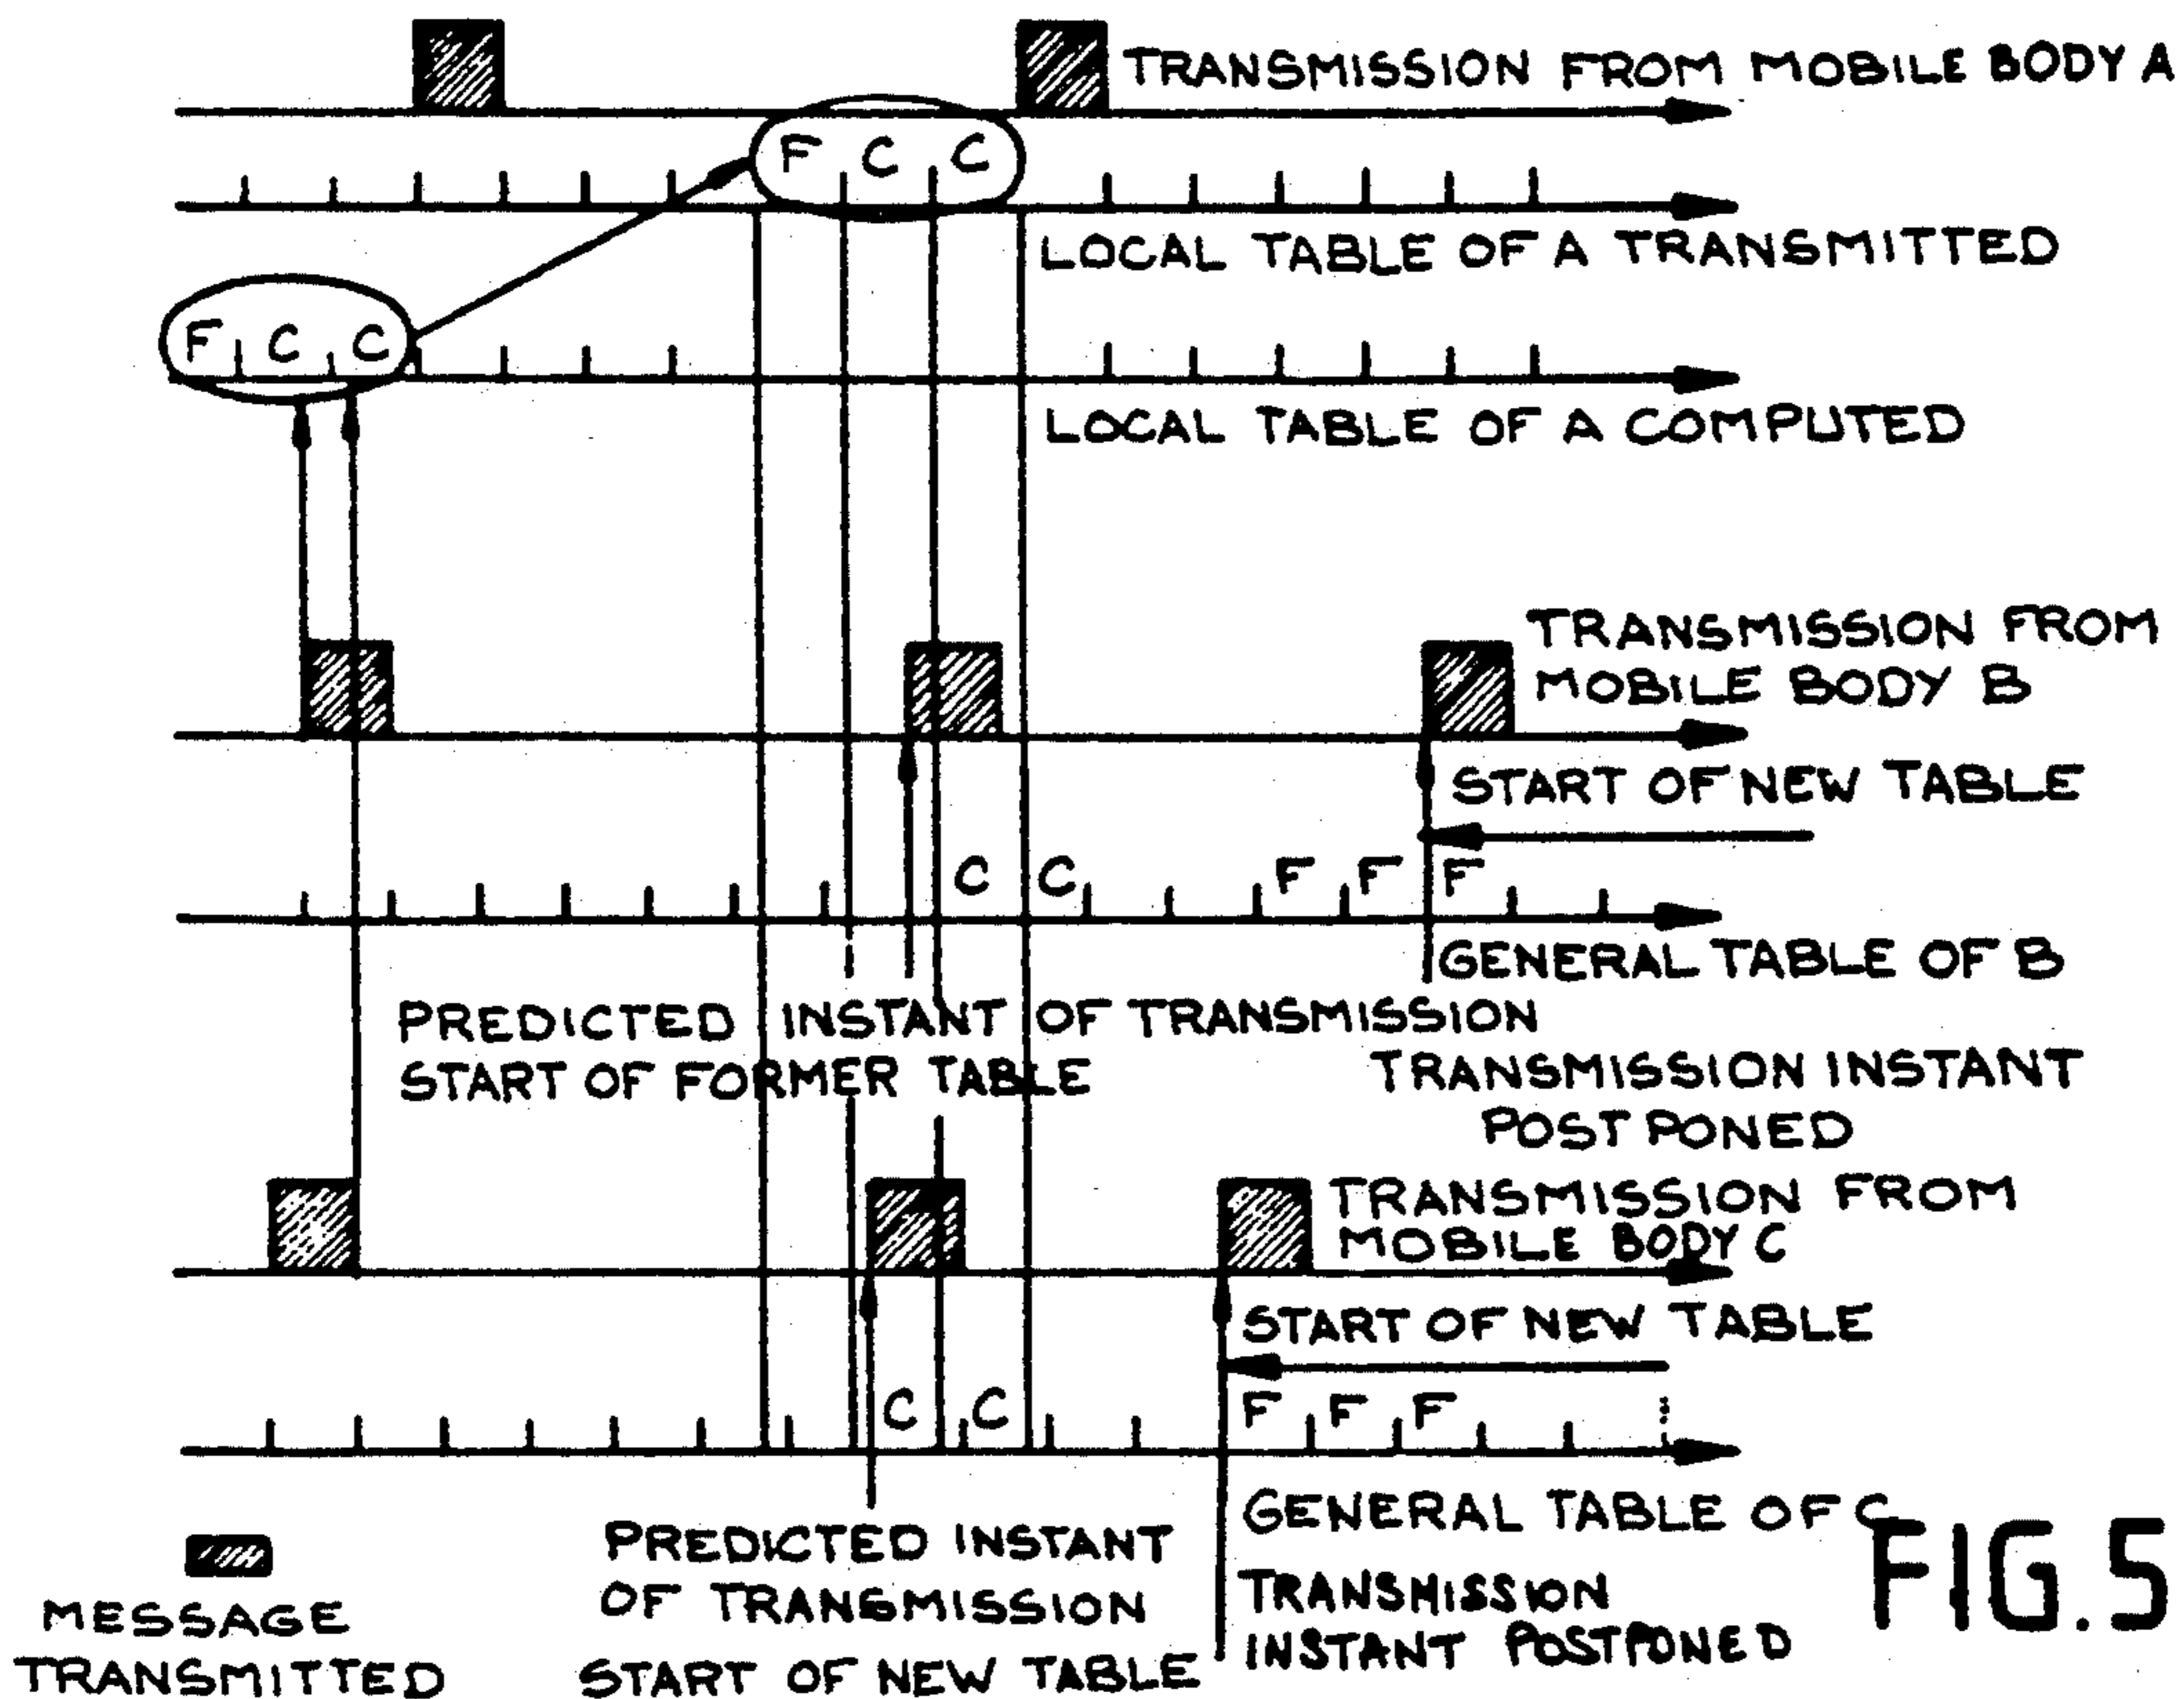 TRANSMISSION FROM MOBILE BODY A
F C C
LOCAL TABLE OF A TRANSMITTED
F C C
LOCAL TABLE OF A COMPUTED
TRANSMISSION FROM
MOBILE BODY B
START OF NEW TABLE
C C F F F
GENERAL TABLE OF B
PREDICTED INSTANT OF TRANSMISSION
START OF FORMER TABLE
TRANSMISSION INSTANT
POSTPONED
TRANSMISSION FROM
MOBILE BODY C
START OF NEW TABLE
C C F F F
GENERAL TABLE OF C
PREDICTED INSTANT
OF TRANSMISSION
START OF NEW TABLE
TRANSMISSION
INSTANT POSTPONED
MESSAGE
TRANSMITTED
FIG.5